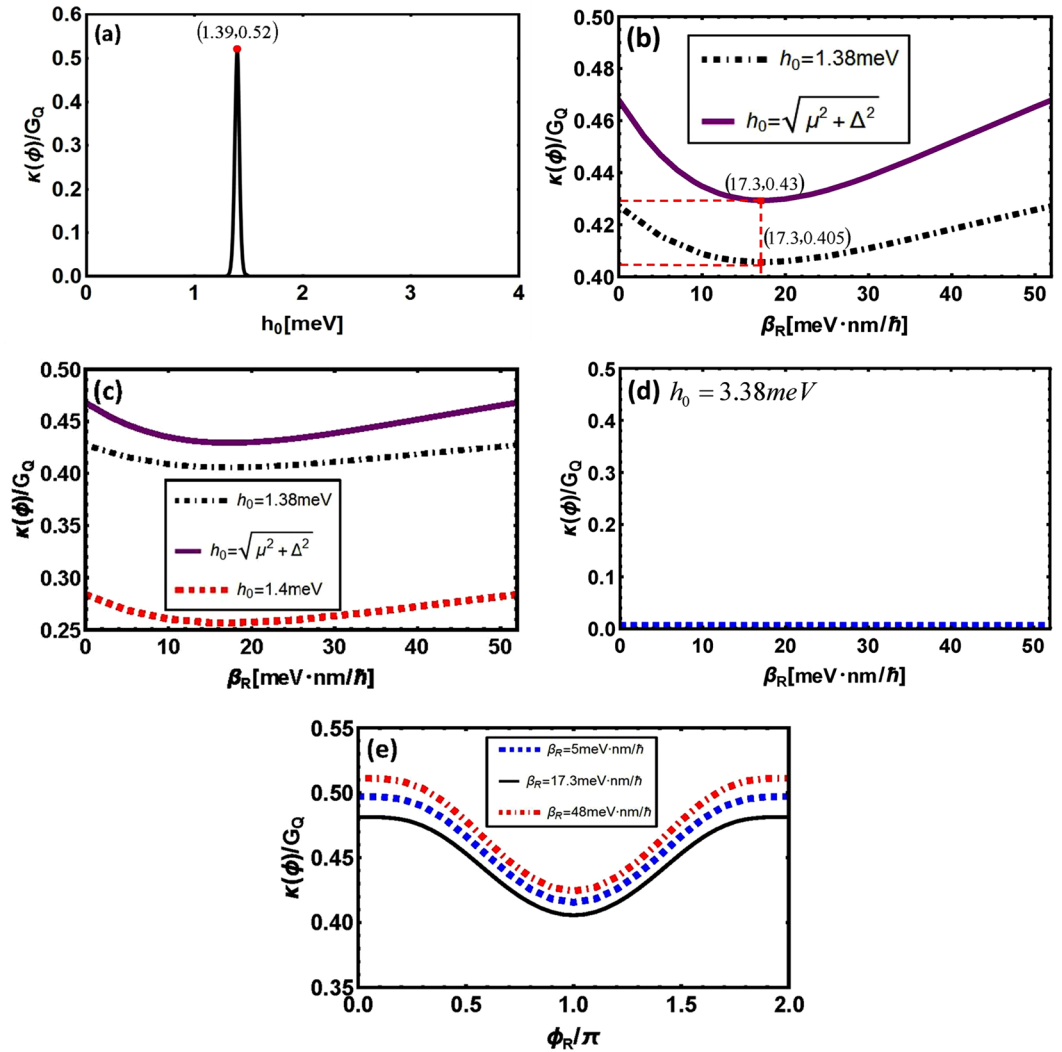 (a)
(1.39,0.52)
κ(ϕ)/G_Q
0.6
0.5
0.4
0.3
0.2
0.1
0.0
0 1 2 3 4
h₀[meV]
(b)
h₀=1.38meV
h₀=√μ²+Δ²
(17.3,0.43)
(17.3,0.405)
κ(ϕ)/G_Q
0.50
0.48
0.46
0.44
0.42
0.40
0 10 20 30 40 50
β_R[meV·nm/ħ]
(c)
κ(ϕ)/G_Q
0.50
0.45
0.40
0.35
0.30
0.25
h₀=1.38meV
h₀=√μ²+Δ²
h₀=1.4meV
0 10 20 30 40 50
β_R[meV·nm/ħ]
(d) h₀ = 3.38meV
κ(ϕ)/G_Q
0.5
0.4
0.3
0.2
0.1
0.0
0 10 20 30 40 50
β_R[meV·nm/ħ]
(e)
β_R=5meV·nm/ħ
β_R=17.3meV·nm/ħ
β_R=48meV·nm/ħ
κ(ϕ)/G_Q
0.55
0.50
0.45
0.40
0.35
0.0 0.5 1.0 1.5 2.0
ϕ_R/π